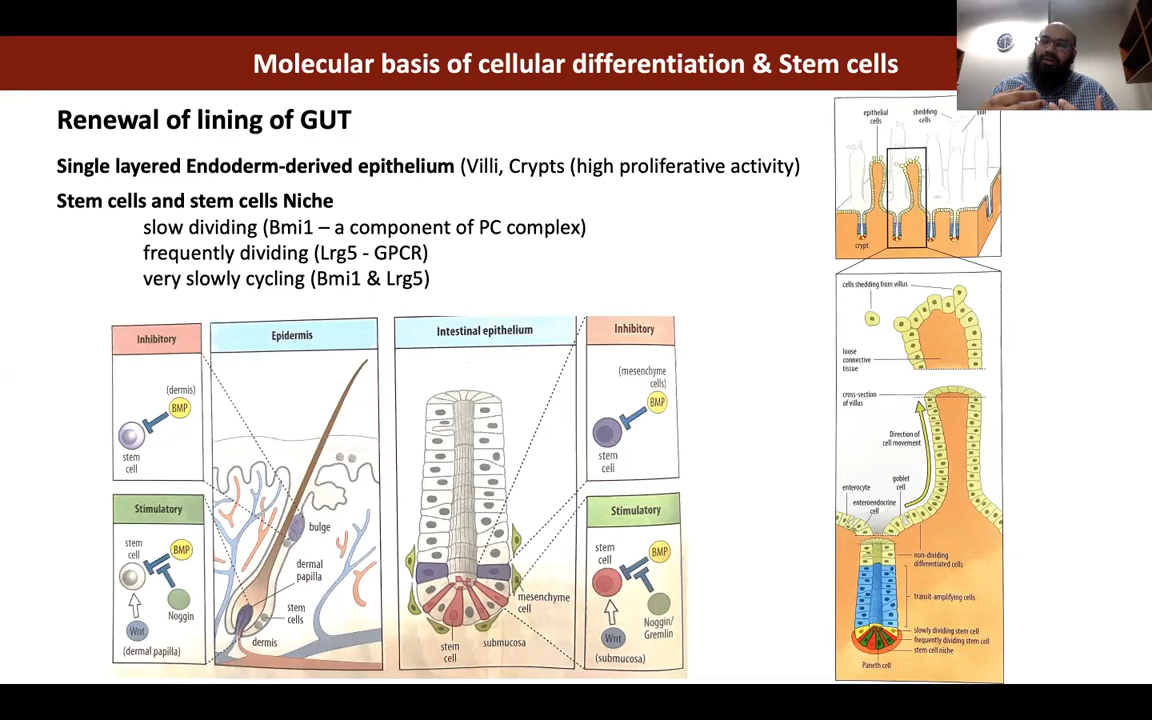 Molecular basis of cellular differentiation & Stem cells
Renewal of lining of GUT
Single layered Endoderm-derived epithelium (Villi, Crypts (high proliferative activity)
Stem cells and stem cells Niche
slow dividing (Bmi1 – a component of PC complex)
frequently dividing (Lrg5 - GPCR)
very slowly cycling (Bmi1 & Lrg5)
Inhibitory
(dermis)
BMP
stem
cell
Stimulatory
stem
cell
BMP
Noggin
Wnt
(dermal papilla)
Epidermis
bulge
dermal
papilla
stem
cells
dermis
Intestinal epithelium
mesenchyme
cell
stem
cell
submucosa
Inhibitory
(mesenchyme
cells)
BMP
stem
cell
Stimulatory
stem
cell
BMP
Noggin/
Gremlin
Wnt
(submucosa)
epithelial
cells
shedding
cells
crypt
cells shedding from villus
loose
connective
tissue
cross-section
of villus
Direction of
cell movement
goblet
cell
enterocyte
enteroendocrine
cell
non-dividing
differentiated cells
transit-amplifying cells
slowly dividing stem cell
frequently dividing stem cell
stem cell niche
Paneth cell